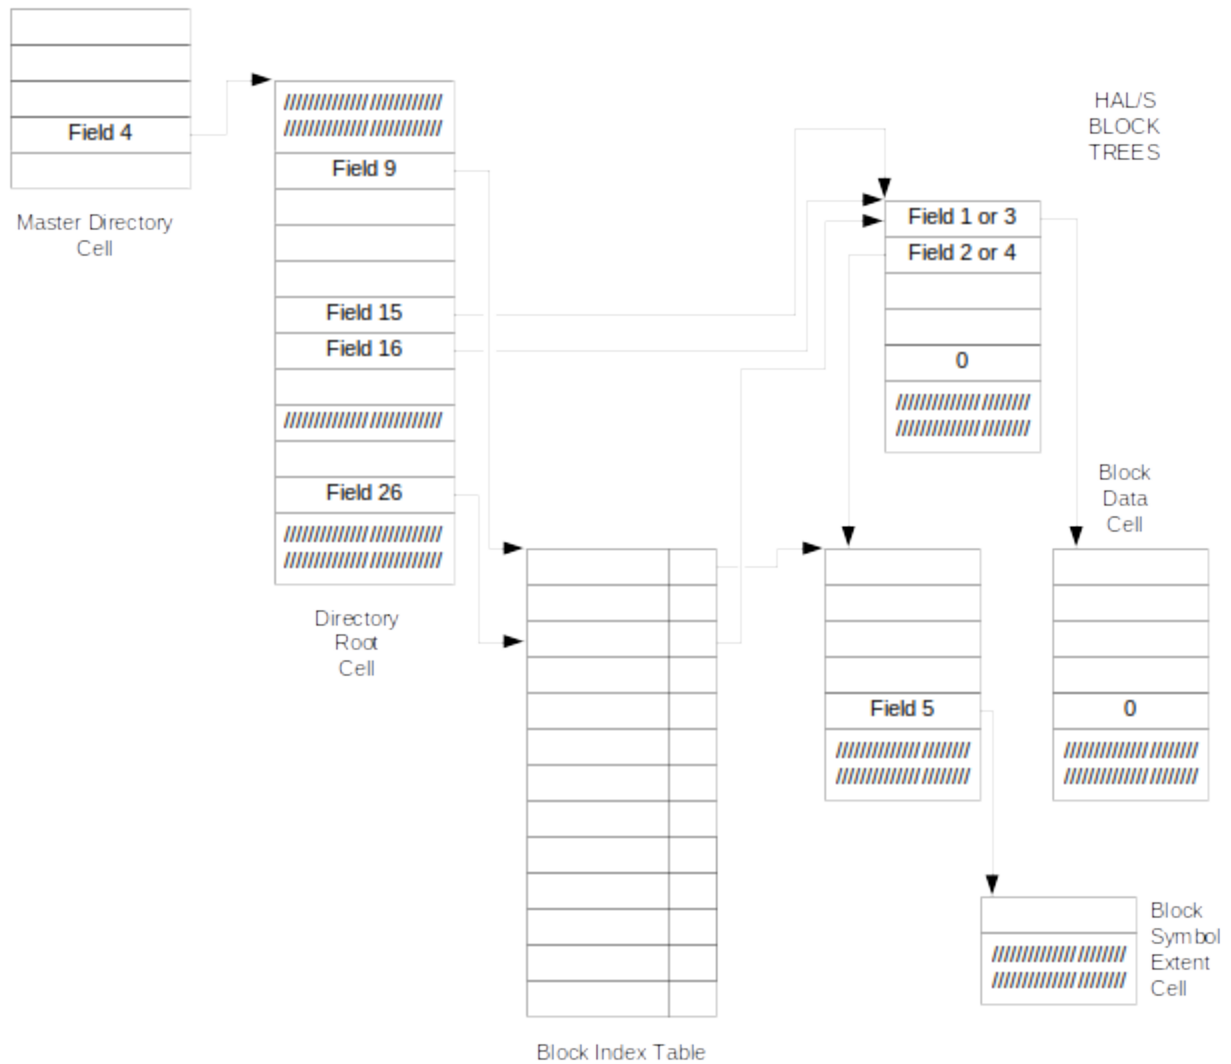 Field 4
Master Directory
Cell
//////////////////////////
//////////////////////////
Field 9
Field 15
Field 16
//////////////////////////
Field 26
//////////////////////////
//////////////////////////
Directory
Root
Cell
HAL/S
BLOCK
TREES
Field 1 or 3
Field 2 or 4
0
//////////////////////
//////////////////////
Block
Data
Cell
Field 5
//////////////////////
//////////////////////
0
//////////////////////
//////////////////////
//////////////////////
//////////////////////
Block
Symbol
Extent
Cell
Block Index Table